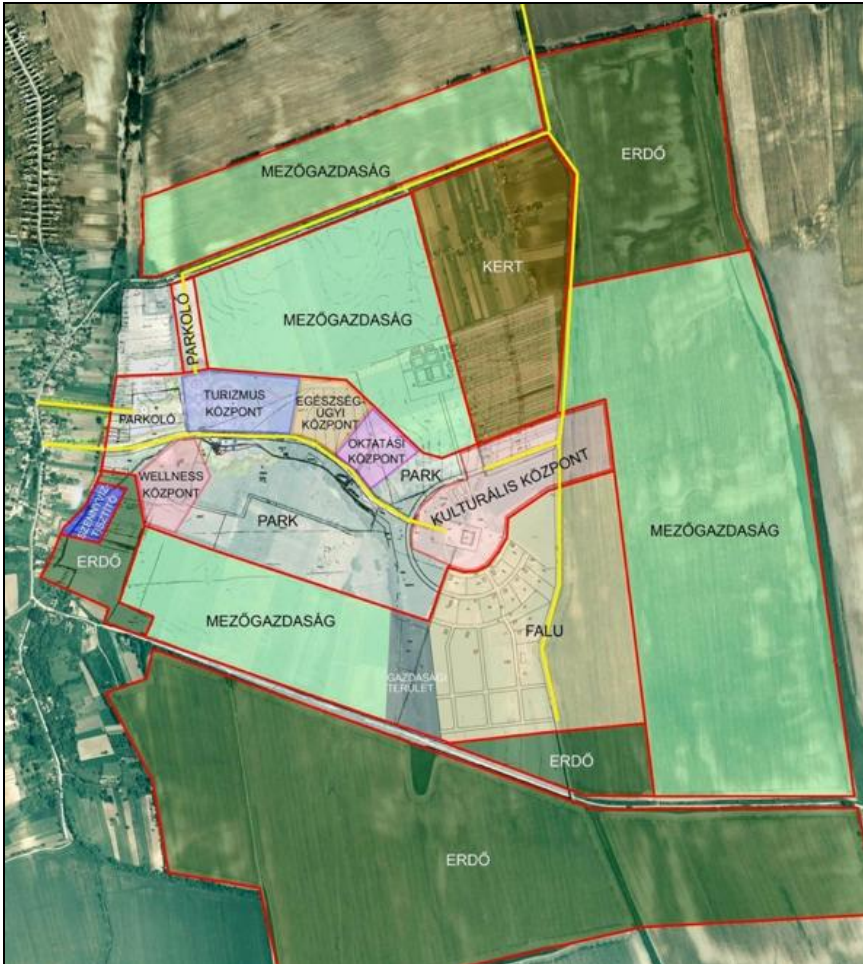 ERDŐ
MEZŐGAZDASÁG
KERT
PARKOLÓ
MEZŐGAZDASÁG
TURIZMUS
KÖZPONT
EGÉSZSÉG-
ÜGYI
KÖZPONT
PARKOLÓ
OKTATÁSI
KÖZPONT
KULTURÁLIS KÖZPONT
WELLNESS
KÖZPONT
PARK
SZENNYVÍZ
TISZTÍTÓ
PARK
MEZŐGAZDASÁG
ERDŐ
MEZŐGAZDASÁG
FALU
GAZDASÁGI
TERÜLET
ERDŐ
ERDŐ